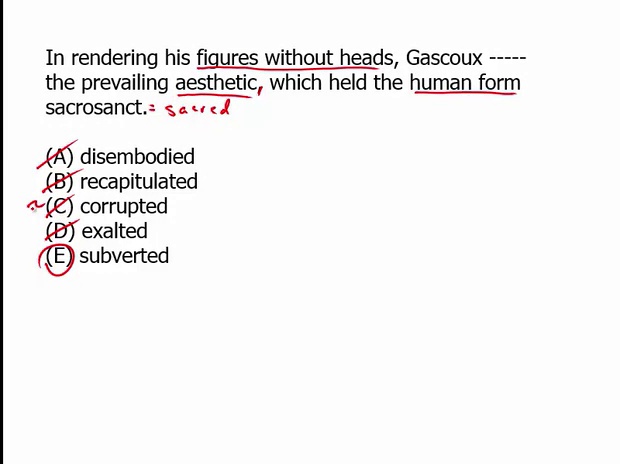 In rendering his figures without heads, Gascoux -----
the prevailing aesthetic, which held the human form
sacrosanct. = sacred
(A) disembodied
(B) recapitulated
(C) corrupted
(D) exalted
(E) subverted